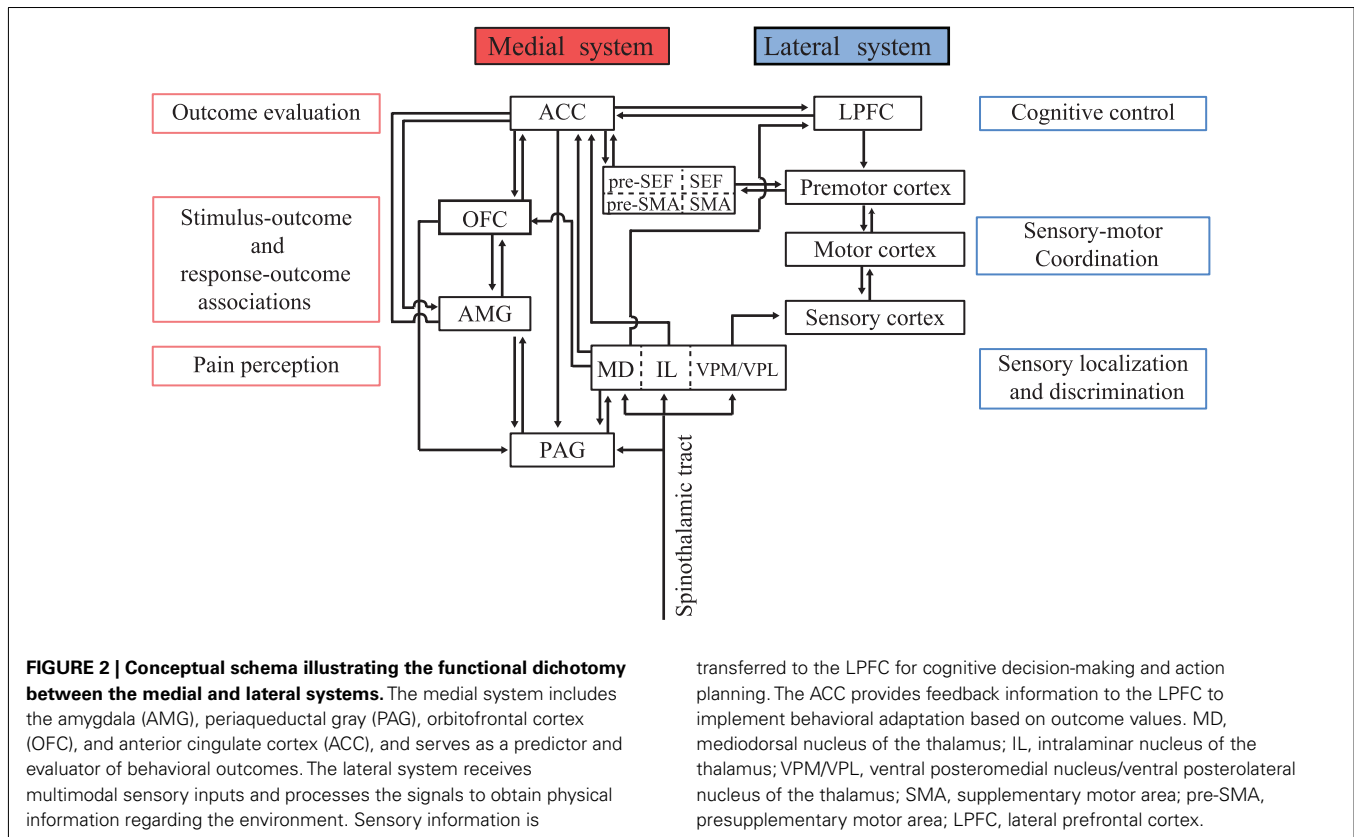 Medial system
Lateral system
Outcome evaluation
ACC
LPFC
Cognitive control
pre-SEF
SEF
pre-SMA
SMA
Premotor cortex
Stimulus-outcome
and
response-outcome
associations
OFC
Motor cortex
Sensory-motor
Coordination
AMG
Sensory cortex
Pain perception
MD
IL
VPM/VPL
Sensory localization
and discrimination
PAG
Spinothalamic tract
FIGURE 2 | Conceptual schema illustrating the functional dichotomy
between the medial and lateral systems. The medial system includes
the amygdala (AMG), periaqueductal gray (PAG), orbitofrontal cortex
(OFC), and anterior cingulate cortex (ACC), and serves as a predictor and
evaluator of behavioral outcomes. The lateral system receives
multimodal sensory inputs and processes the signals to obtain physical
information regarding the environment. Sensory information is
transferred to the LPFC for cognitive decision-making and action
planning. The ACC provides feedback information to the LPFC to
implement behavioral adaptation based on outcome values. MD,
mediodorsal nucleus of the thalamus; IL, intralaminar nucleus of the
thalamus; VPM/VPL, ventral posteromedial nucleus/ventral posterolateral
nucleus of the thalamus; SMA, supplementary motor area; pre-SMA,
presupplementary motor area; LPFC, lateral prefrontal cortex.